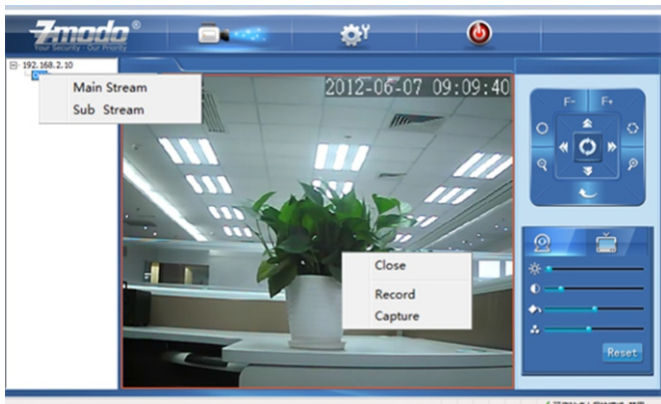 Zmodo®
Your Security · Our Priority
192.168.2.10
Main Stream
Sub Stream
2012-06-07 09:09:40
F- F+
Close
Record
Capture
Reset